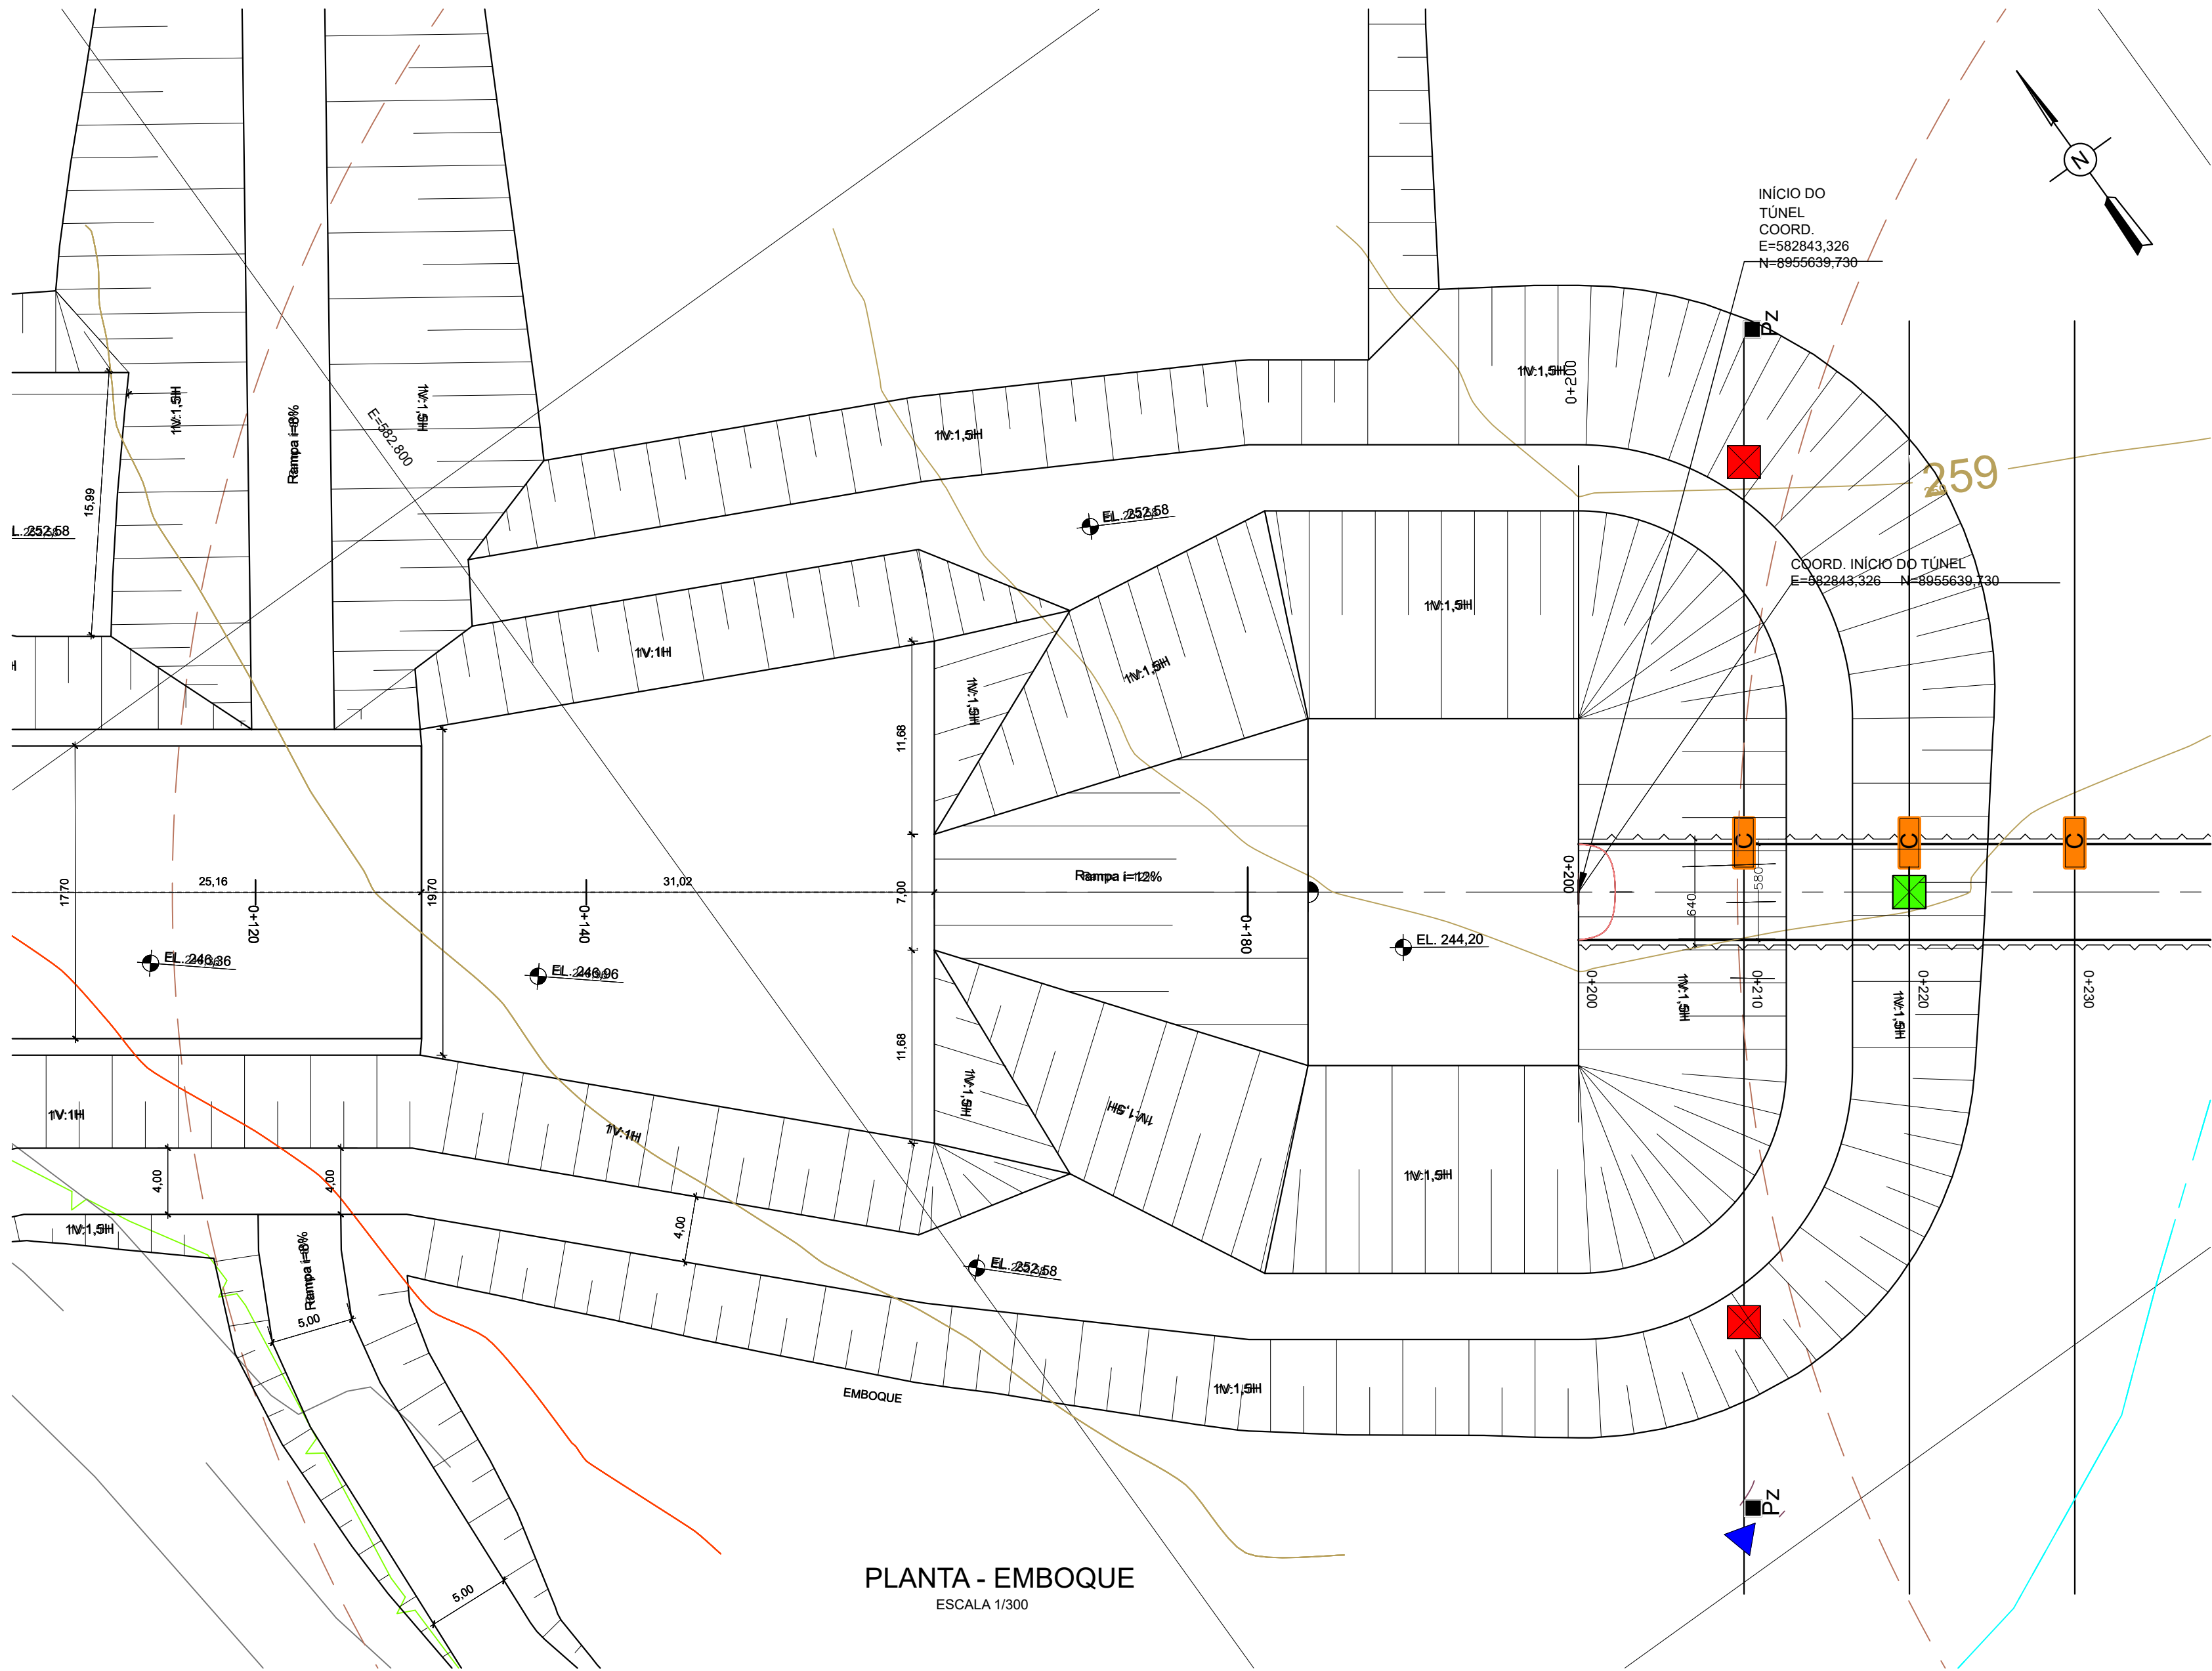 INÍCIO DO
TÚNEL
COORD.
E=582843,326
N=8955639,730
N
Pz
1V:1,5H
0+200
1V:1,5H
Rampa i=8%
1V:1,5H
E=582.800
1V:1,5H
259
15,99
L. 252,58
EL. 252,58
COORD. INÍCIO DO TÚNEL
E=582843,326 N=8955639,730
1V:1,5H
1V:1H
1V:1,5H
1V:1,5H
H
11,68
17,70
25,16
0+120
16,70
31,02
0+140
7,00
Rampa i=12%
0+180
0+200
640
580
C
C
C
EL. 246,36
EL. 246,96
EL. 244,20
0+200
1V:1,5H
0+210
1V:1,5H
0+220
0+230
11,68
1V:1H
1V:1H
1V:1,5H
1V:1,5H
1V:1,5H
4,00
4,00
4,00
1V:1,5H
Rampa i=8%
5,00
EL. 252,58
EMBOQUE
1V:1,5H
Pz
5,00
PLANTA - EMBOQUE
ESCALA 1/300